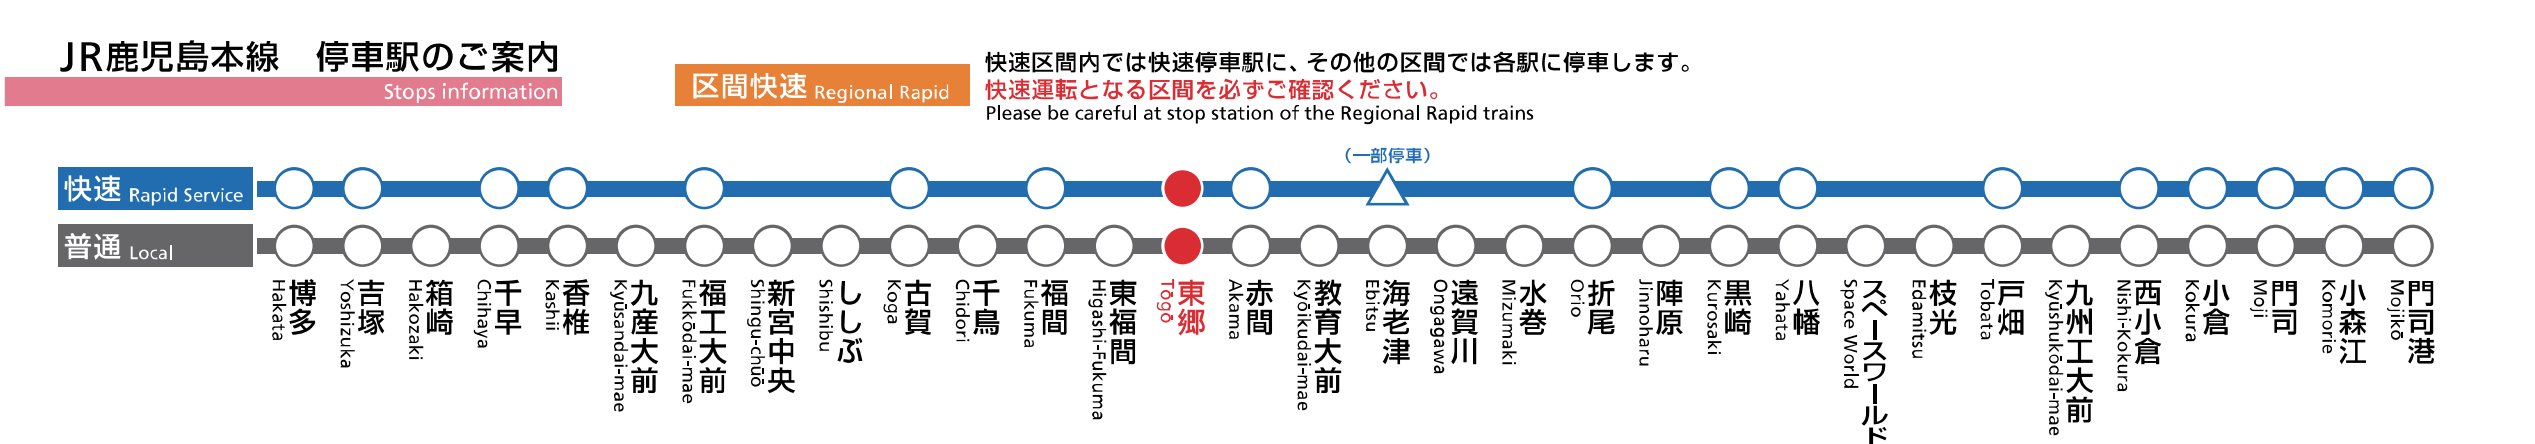 JR鹿児島本線　停車駅のご案内
Stops information
区間快速 Regional Rapid
快速区間内では快速停車駅に、その他の区間では各駅に停車します。
快速運転となる区間を必ずご確認ください。
Please be careful at stop station of the Regional Rapid trains
(一部停車)
快速 Rapid Service
普通 Local
博多
Hakata
吉塚
Yoshizuka
箱崎
Hakozaki
千早
Chihaya
香椎
Kashii
九産大前
Kyūsandai-mae
福工大前
Fukkōdai-mae
新宮中央
Shingu-chūō
ししぶ
Shishibu
古賀
Koga
千鳥
Chidori
福間
Fukuma
東福間
Higashi-Fukuma
東郷
Tōgō
赤間
Akama
教育大前
Kyōikudai-mae
海老津
Ebitsu
遠賀川
Ongagawa
水巻
Mizumaki
折尾
Orio
陣原
Jinnoharu
黒崎
Kurosaki
八幡
Yahata
スペースワールド
Space World
枝光
Edamitsu
戸畑
Tobata
九州工大前
Kyūshukōdai-mae
西小倉
Nishi-Kokura
小倉
Kokura
門司
Moji
小森江
Komorie
門司港
Mojikō